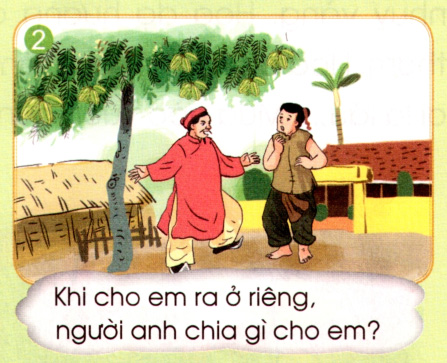 2
Khi cho em ra ở riêng,
người anh chia gì cho em?